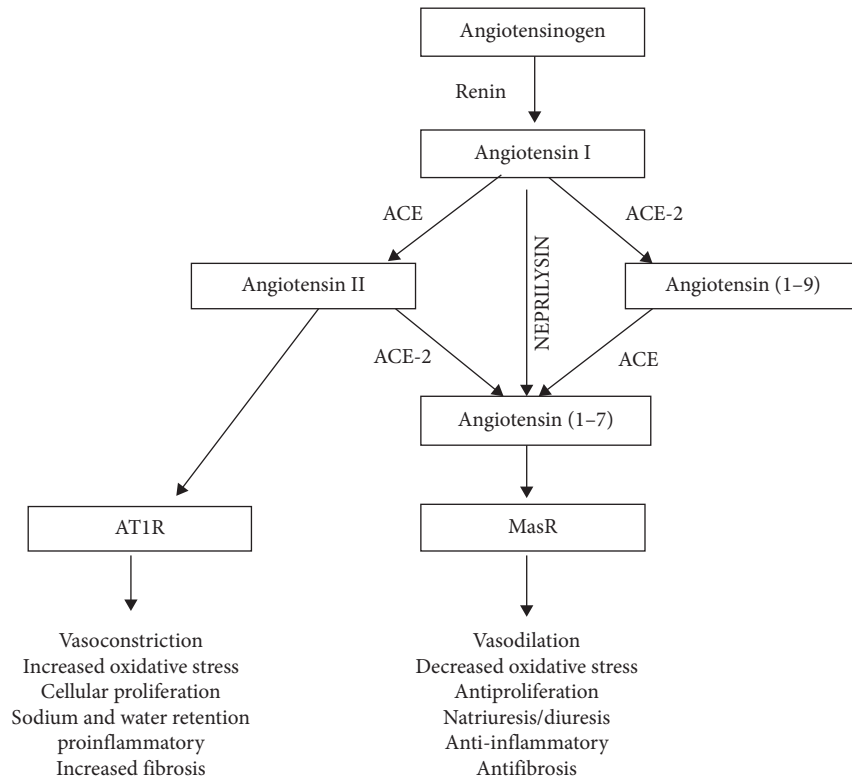 Angiotensinogen
Renin
Angiotensin I
ACE
ACE-2
Angiotensin II
NEPRILYSIN
Angiotensin (1–9)
ACE-2
ACE
Angiotensin (1–7)
AT1R
MasR
Vasoconstriction
Increased oxidative stress
Cellular proliferation
Sodium and water retention
proinflammatory
Increased fibrosis
Vasodilation
Decreased oxidative stress
Antiproliferation
Natriuresis/diuresis
Anti-inflammatory
Antifibrosis